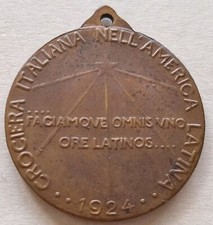 CROCIERA ITALIANA NELL'AMERICA LATINA
....FACIAMQVE OMNIS VNO
ORE LATINOS....
·· 1924 ··